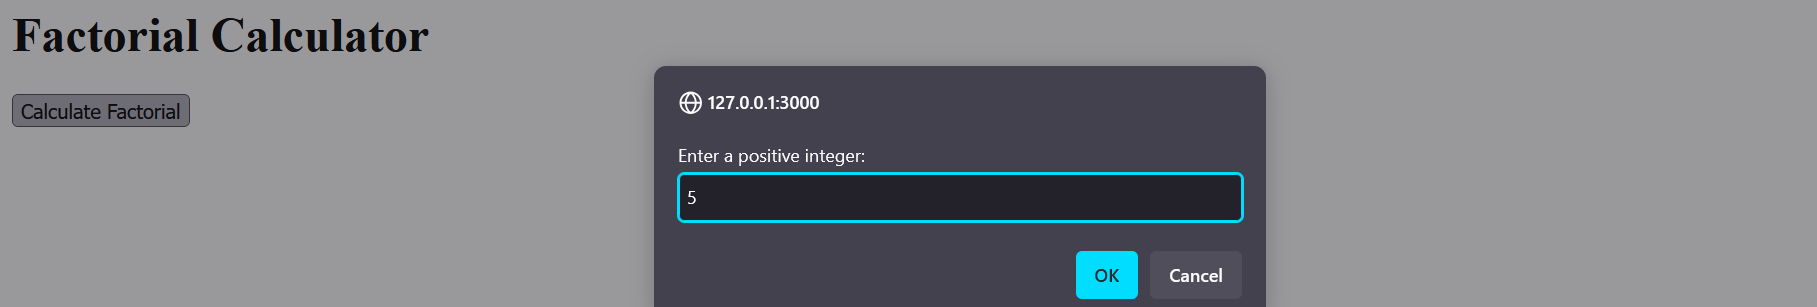 Factorial Calculator
Calculate Factorial
127.0.0.1:3000
Enter a positive integer:
5
OK Cancel